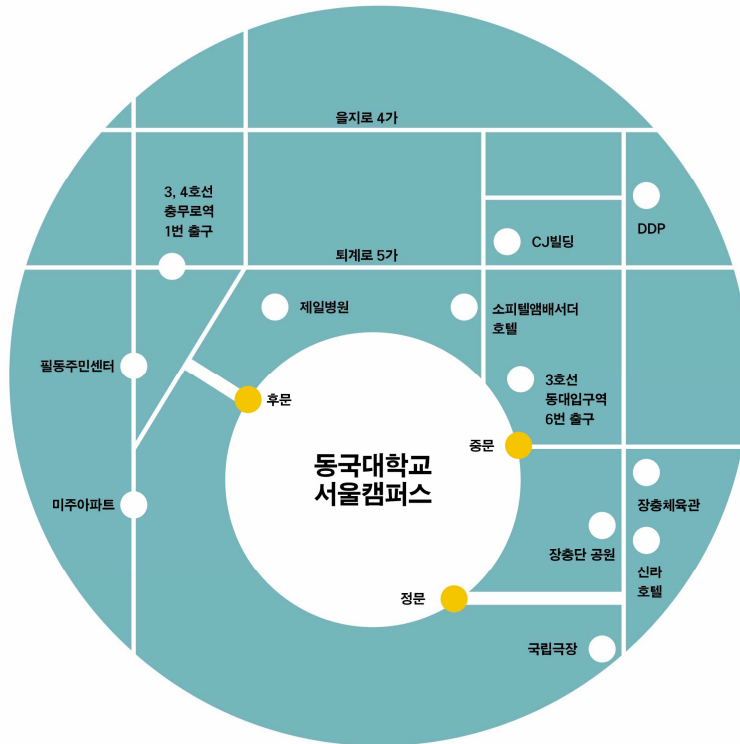 을지로 4가
3, 4호선
충무로역
1번 출구
DDP
CJ빌딩
퇴계로 5가
제일병원
소피텔앰배서더
호텔
필동주민센터
3호선
동대입구역
6번 출구
후문
중문
동국대학교
서울캠퍼스
미주아파트
장충체육관
장충단 공원
신라
호텔
정문
국립극장